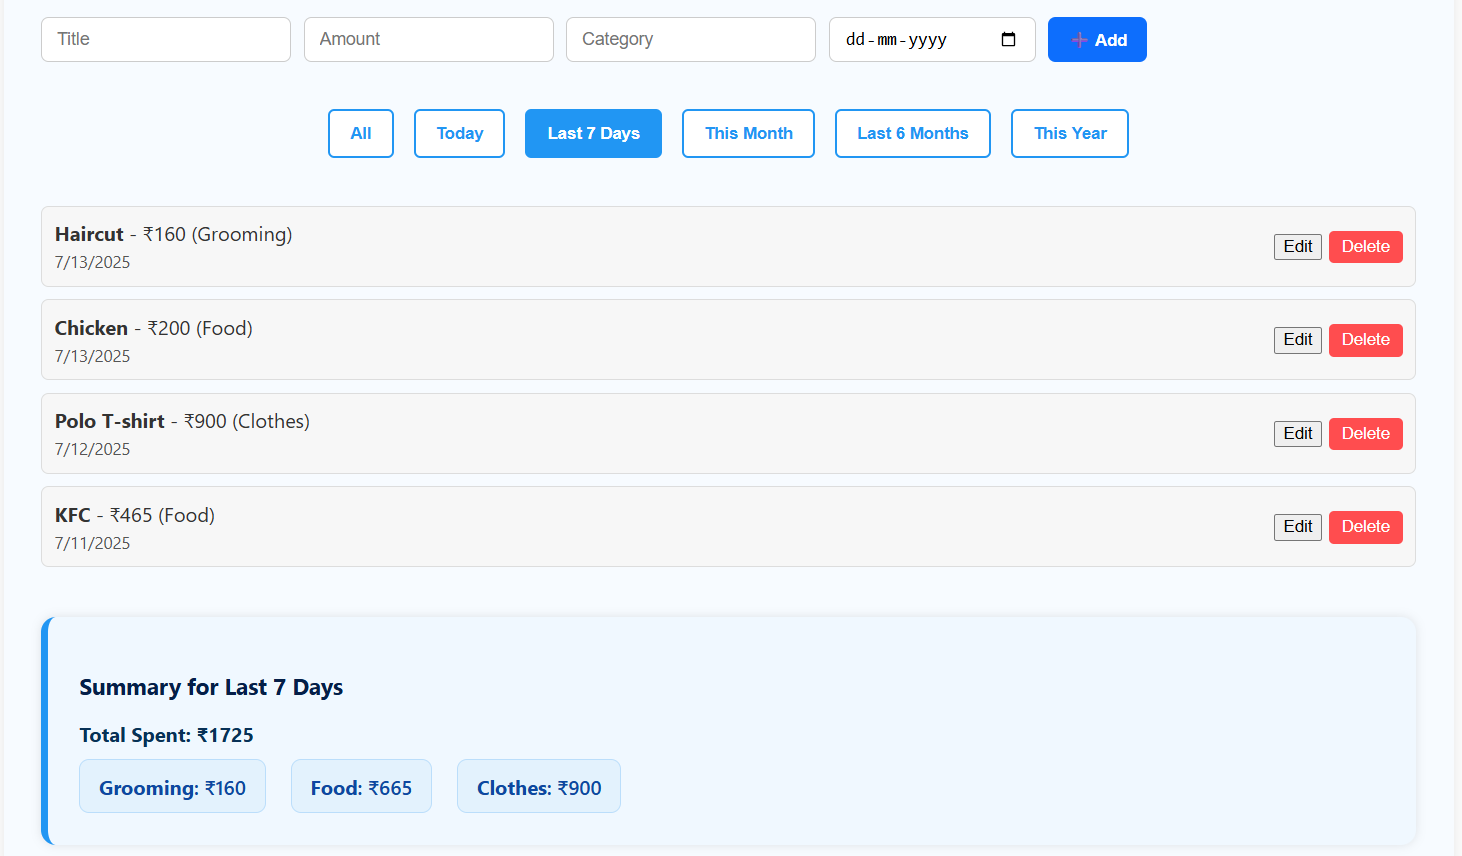 Title Amount Category dd-mm-yyyy Add
All Today Last 7 Days This Month Last 6 Months This Year
Haircut - ₹160 (Grooming)
7/13/2025
Edit Delete
Chicken - ₹200 (Food)
7/13/2025
Edit Delete
Polo T-shirt - ₹900 (Clothes)
7/12/2025
Edit Delete
KFC - ₹465 (Food)
7/11/2025
Edit Delete
Summary for Last 7 Days
Total Spent: ₹1725
Grooming: ₹160 Food: ₹665 Clothes: ₹900